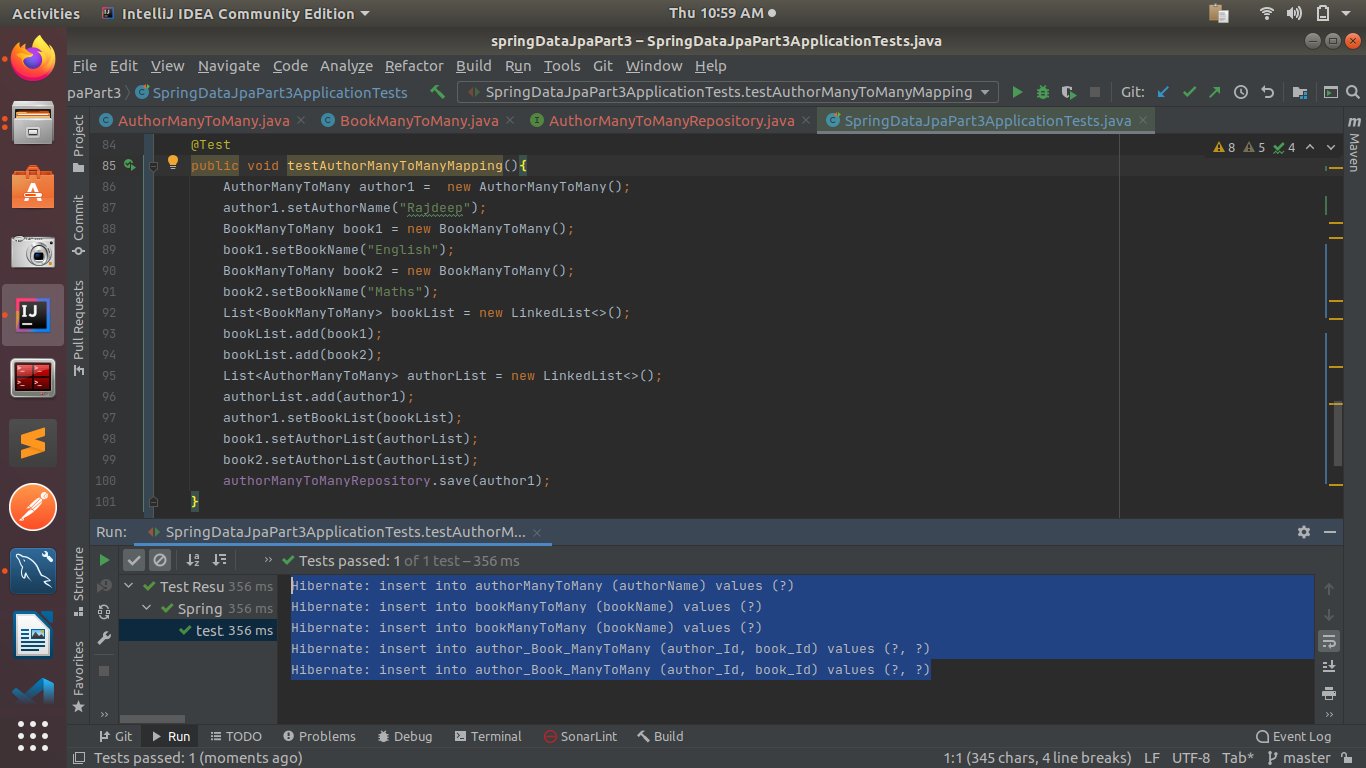 Activities IntelliJ IDEA Community Edition Thu 10:59 AM
springDataJpaPart3 – SpringDataJpaPart3ApplicationTests.java
File Edit View Navigate Code Analyze Refactor Build Run Tools Git Window Help
paPart3 SpringDataJpaPart3ApplicationTests SpringDataJpaPart3ApplicationTests.testAuthorManyToManyMapping Git:
AuthorManyToMany.java BookManyToMany.java AuthorManyToManyRepository.java SpringDataJpaPart3ApplicationTests.java
Project
Commit
Pull Requests
Structure
Favorites
Maven
8 5 4
84 @Test
85 public void testAuthorManyToManyMapping(){
86 AuthorManyToMany author1 = new AuthorManyToMany();
87 author1.setAuthorName("Rajdeep");
88 BookManyToMany book1 = new BookManyToMany();
89 book1.setBookName("English");
90 BookManyToMany book2 = new BookManyToMany();
91 book2.setBookName("Maths");
92 List<BookManyToMany> bookList = new LinkedList<>();
93 bookList.add(book1);
94 bookList.add(book2);
95 List<AuthorManyToMany> authorList = new LinkedList<>();
96 authorList.add(author1);
97 author1.setBookList(bookList);
98 book1.setAuthorList(authorList);
99 book2.setAuthorList(authorList);
100 authorManyToManyRepository.save(author1);
101 }
Run: SpringDataJpaPart3ApplicationTests.testAuthorM...
Tests passed: 1 of 1 test – 356 ms
Test Resu 356 ms
Spring 356 ms
test 356 ms
Hibernate: insert into authorManyToMany (authorName) values (?)
Hibernate: insert into bookManyToMany (bookName) values (?)
Hibernate: insert into bookManyToMany (bookName) values (?)
Hibernate: insert into author_Book_ManyToMany (author_Id, book_Id) values (?, ?)
Hibernate: insert into author_Book_ManyToMany (author_Id, book_Id) values (?, ?)
Git Run TODO Problems Debug Terminal SonarLint Build Event Log
Tests passed: 1 (moments ago) 1:1 (345 chars, 4 line breaks) LF UTF-8 Tab* master